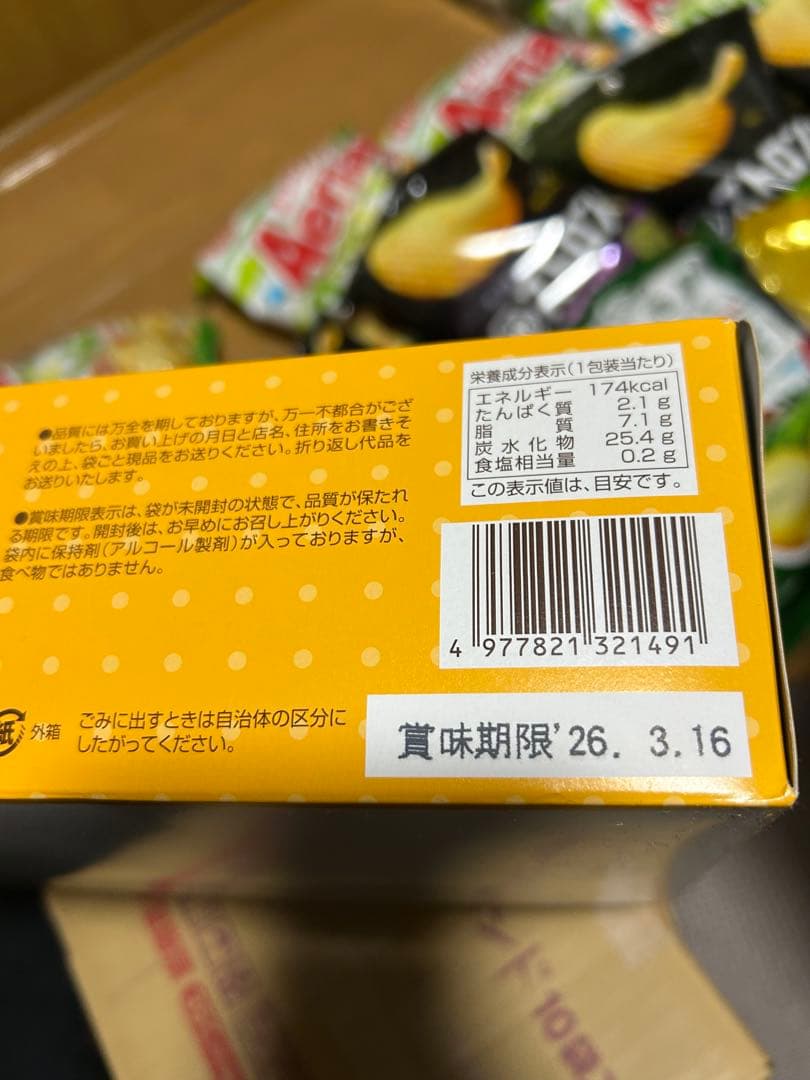 ●品質には万全を期しておりますが、万一不都合がござ
いましたら、お買い上げの月日と店名、住所をお書きそ
えの上、袋ごと現品をお送りください。折り返し代品を
お送りいたします。
●賞味期限表示は、袋が未開封の状態で、品質が保たれ
る期限です。開封後は、お早めにお召し上がりください。
袋内に保持剤(アルコール製剤)が入っておりますが、
食べ物ではありません。
栄養成分表示(1包装当たり)
エネルギー 174kcal
たんぱく質 2.1g
脂質 7.1g
炭水化物 25.4g
食塩相当量 0.2g
この表示値は、目安です。
4 977821 321491
紙 外箱 ごみに出すときは自治体の区分に
したがってください。
賞味期限'26. 3.16